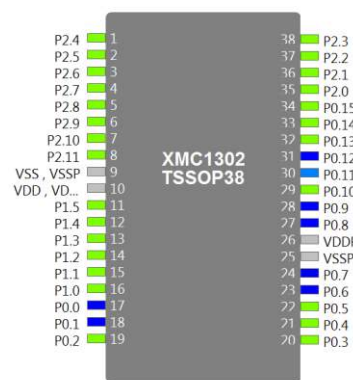 P2.4 1 38 P2.3
P2.5 2 37 P2.2
P2.6 3 36 P2.1
P2.7 4 35 P2.0
P2.8 5 34 P0.15
P2.9 6 33 P0.14
P2.10 7 32 P0.13
P2.11 8 31 P0.12
VSS , VSSP 9 30 P0.11
VDD , VD... 10 29 P0.10
P1.5 11 28 P0.9
P1.4 12 27 P0.8
P1.3 13 26 VDDP
P1.2 14 25 VSSP
P1.1 15 24 P0.7
P1.0 16 23 P0.6
P0.0 17 22 P0.5
P0.1 18 21 P0.4
P0.2 19 20 P0.3
XMC1302
TSSOP38